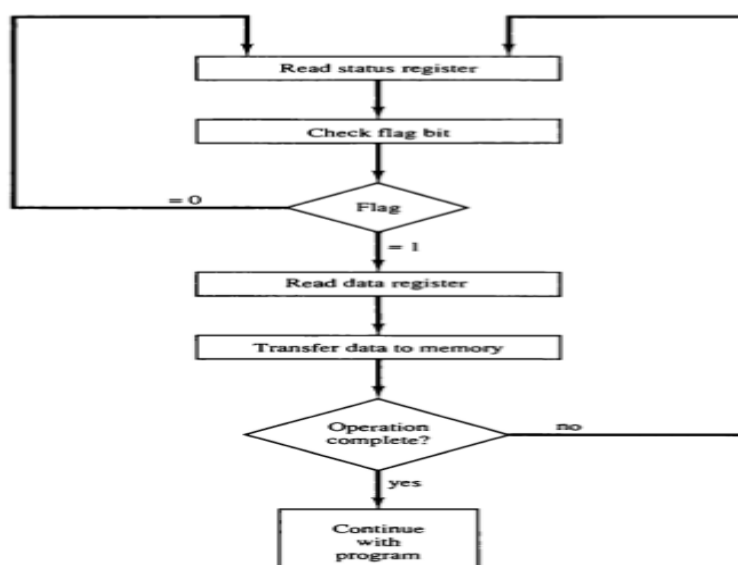 Read status register
Check flag bit
= 0
Flag
= 1
Read data register
Transfer data to memory
Operation
complete?
no
yes
Continue
with
program